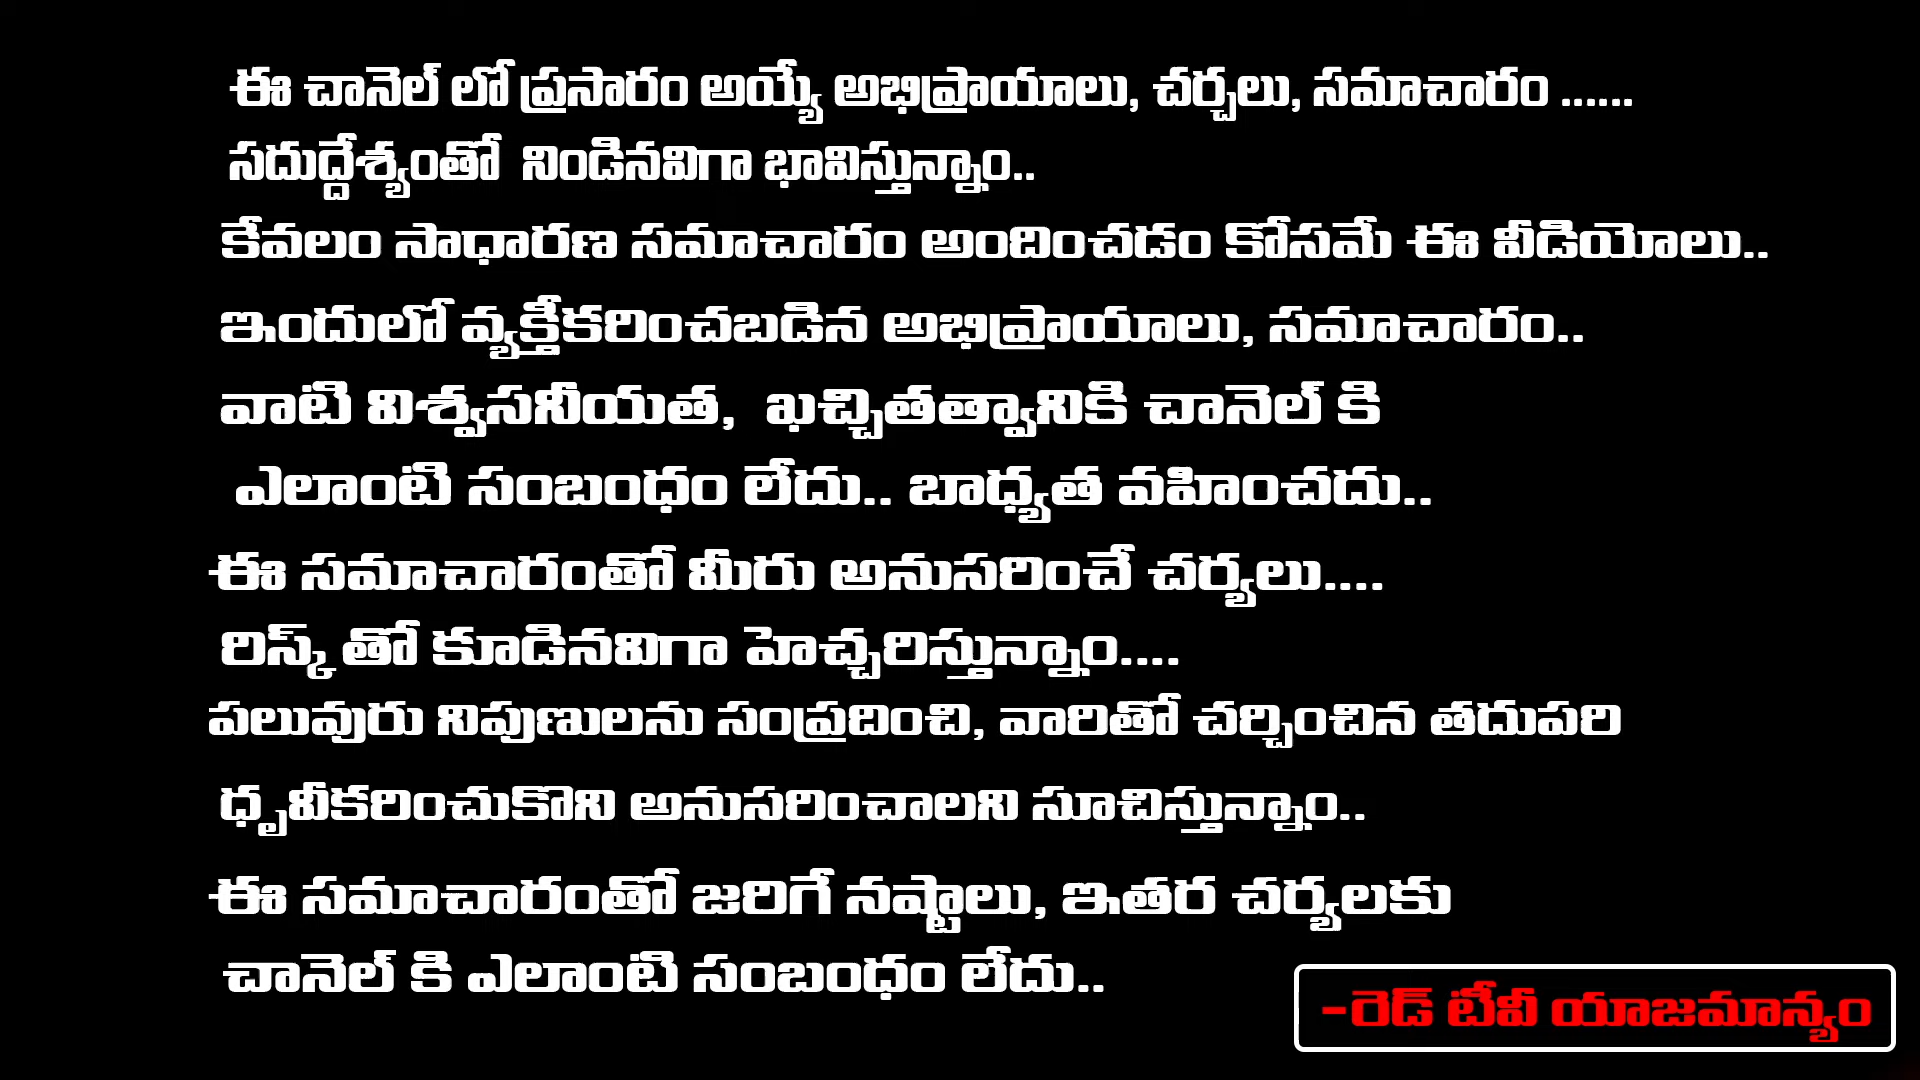 ఈ చానెల్ లో ప్రసారం అయ్యే అభిప్రాయాలు, చర్చలు, సమాచారం ......
సదుద్దేశ్యంతో నిండినవిగా భావిస్తున్నాం..
కేవలం సాధారణ సమాచారం అందించడం కోసమే ఈ వీడియోలు..
ఇందులో వ్యక్తీకరించబడిన అభిప్రాయాలు, సమాచారం..
వాటి విశ్వసనీయత, ఖచ్చితత్వానికి చానెల్ కి
ఎలాంటి సంబంధం లేదు.. బాధ్యత వహించదు..
ఈ సమాచారంతో మీరు అనుసరించే చర్యలు....
రిస్క్ తో కూడినవిగా హెచ్చరిస్తున్నాం....
పలువురు నిపుణులను సంప్రదించి, వారితో చర్చించిన తదుపరి
ధృవీకరించుకొని అనుసరించాలని సూచిస్తున్నాం..
ఈ సమాచారంతో జరిగే నష్టాలు, ఇతర చర్యలకు
చానెల్ కి ఎలాంటి సంబంధం లేదు..
-రెడ్ టీవీ యాజమాన్యం